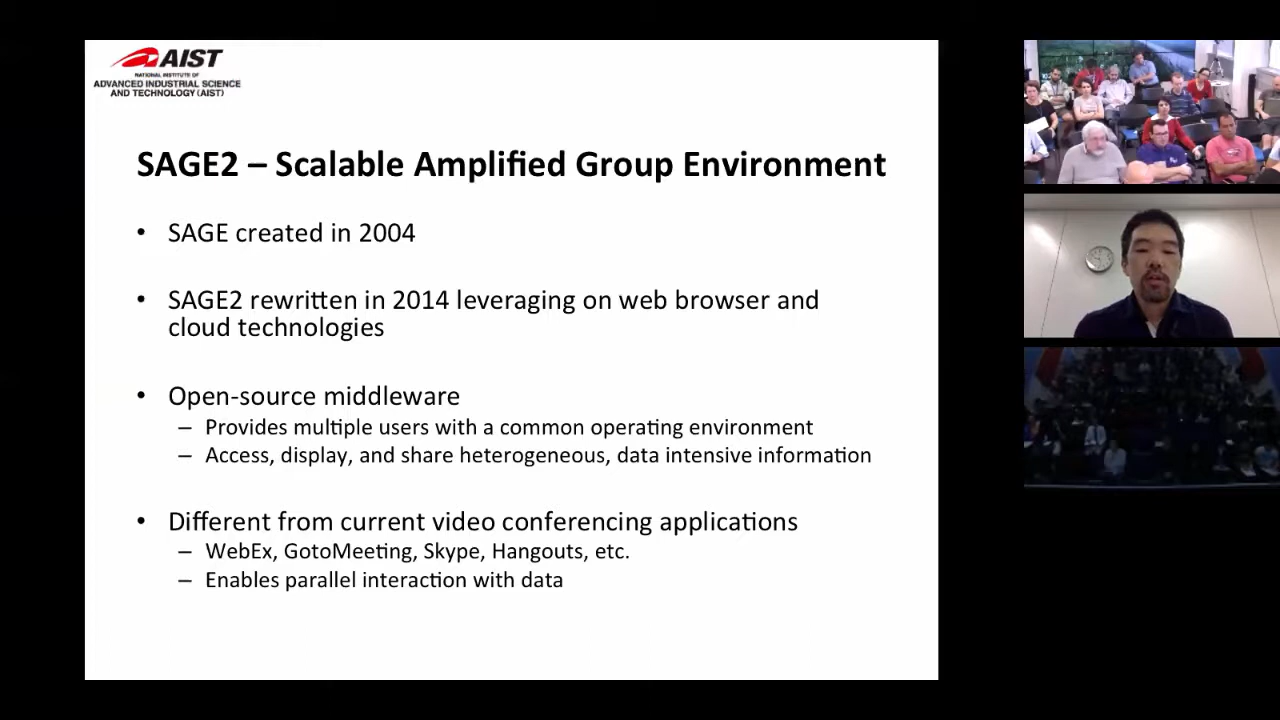 AIST
NATIONAL INSTITUTE OF
ADVANCED INDUSTRIAL SCIENCE
AND TECHNOLOGY (AIST)
SAGE2 – Scalable Amplified Group Environment
• SAGE created in 2004
• SAGE2 rewritten in 2014 leveraging on web browser and
cloud technologies
• Open-source middleware
– Provides multiple users with a common operating environment
– Access, display, and share heterogeneous, data intensive information
• Different from current video conferencing applications
– WebEx, GotoMeeting, Skype, Hangouts, etc.
– Enables parallel interaction with data